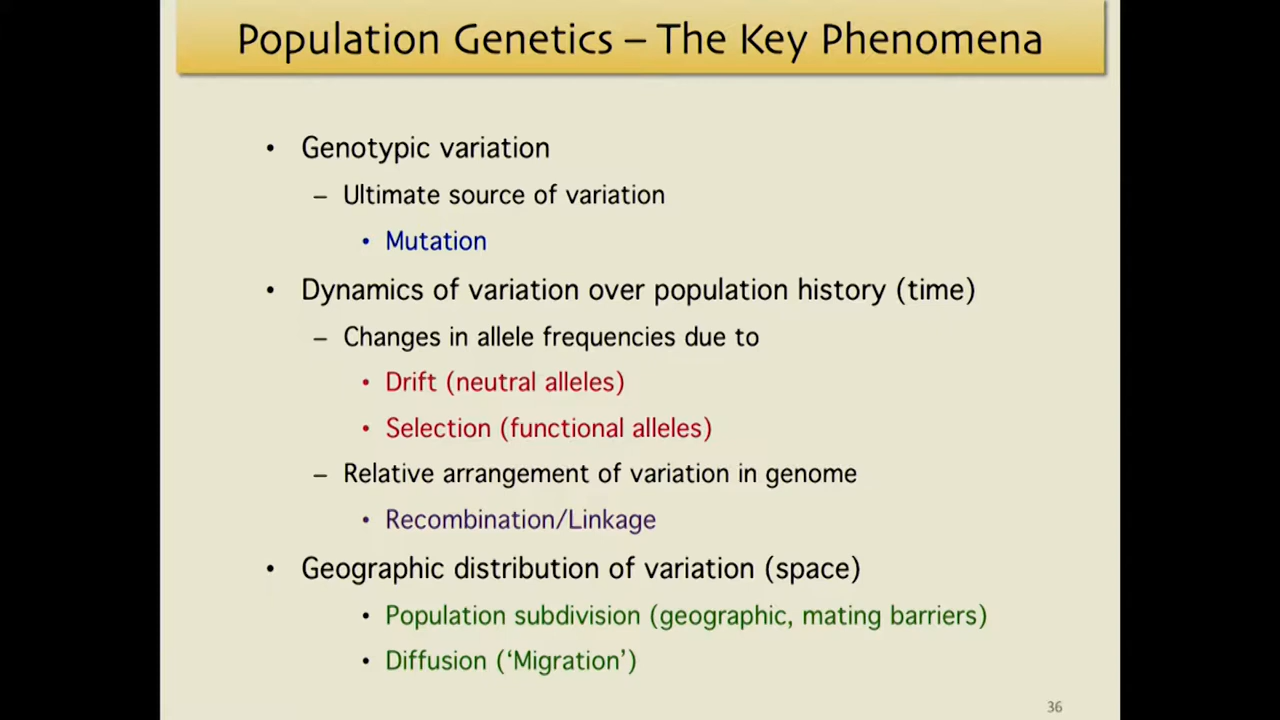 Population Genetics – The Key Phenomena
• Genotypic variation
– Ultimate source of variation
• Mutation
• Dynamics of variation over population history (time)
– Changes in allele frequencies due to
• Drift (neutral alleles)
• Selection (functional alleles)
– Relative arrangement of variation in genome
• Recombination/Linkage
• Geographic distribution of variation (space)
• Population subdivision (geographic, mating barriers)
• Diffusion (‘Migration’)
36